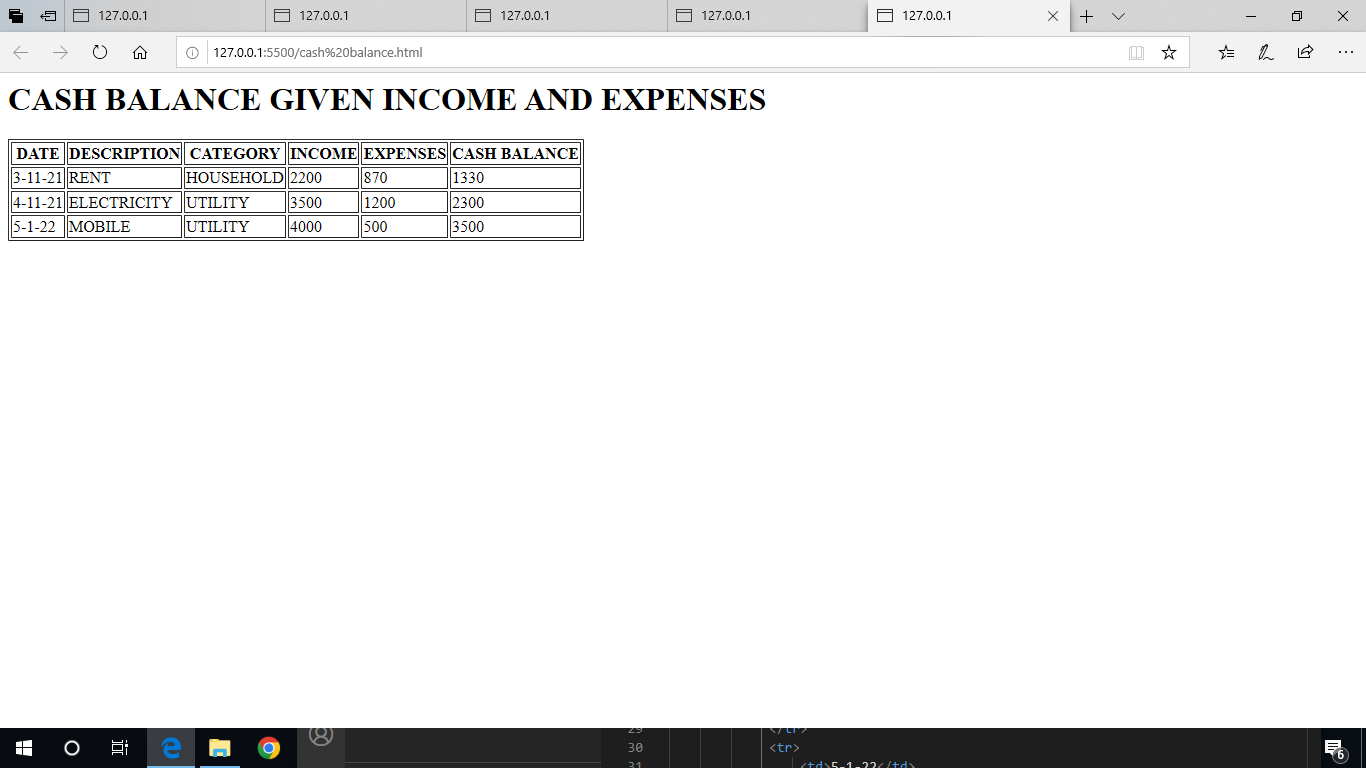 127.0.0.1 127.0.0.1 127.0.0.1 127.0.0.1 127.0.0.1
127.0.0.1:5500/cash%20balance.html
CASH BALANCE GIVEN INCOME AND EXPENSES
DATE DESCRIPTION CATEGORY INCOME EXPENSES CASH BALANCE
3-11-21 RENT HOUSEHOLD 2200 870 1330
4-11-21 ELECTRICITY UTILITY 3500 1200 2300
5-1-22 MOBILE UTILITY 4000 500 3500
29 </tr>
30 <tr>
31 <td>5-1-22</td>
6